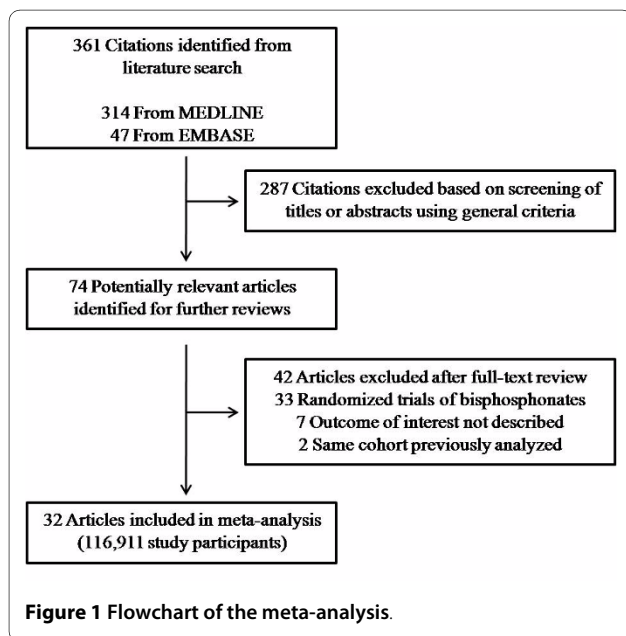 361 Citations identified from
literature search
314 From MEDLINE
47 From EMBASE
287 Citations excluded based on screening of
titles or abstracts using general criteria
74 Potentially relevant articles
identified for further reviews
42 Articles excluded after full-text review
33 Randomized trials of bisphosphonates
7 Outcome of interest not described
2 Same cohort previously analyzed
32 Articles included in meta-analysis
(116,911 study participants)
Figure 1 Flowchart of the meta-analysis.